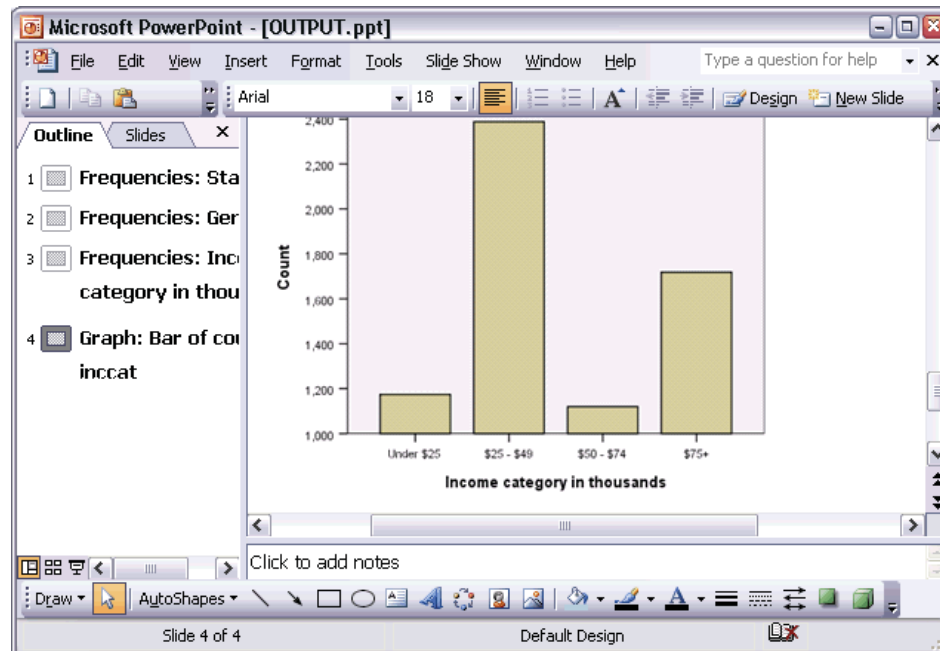 Microsoft PowerPoint - [OUTPUT.ppt]
File Edit View Insert Format Tools Slide Show Window Help Type a question for help
Arial 18 A Design New Slide
Outline Slides
1 Frequencies: Sta
2 Frequencies: Ger
3 Frequencies: Inc
category in thou
4 Graph: Bar of cou
inccat
2,400
2,200
2,000
1,800
1,600
1,400
1,200
1,000
Count
Under $25 $25 - $49 $50 - $74 $75+
Income category in thousands
Click to add notes
Draw AutoShapes A A
Slide 4 of 4 Default Design